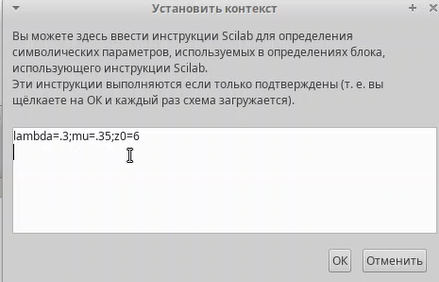 Установить контекст
Вы можете здесь ввести инструкции Scilab для определения
символических параметров, используемых в определениях блока,
использующего инструкции Scilab.
Эти инструкции выполняются если только подтверждены (т. е. вы
щёлкаете на ОК и каждый раз схема загружается).
lambda=.3;mu=.35;z0=6
ОК
Отменить